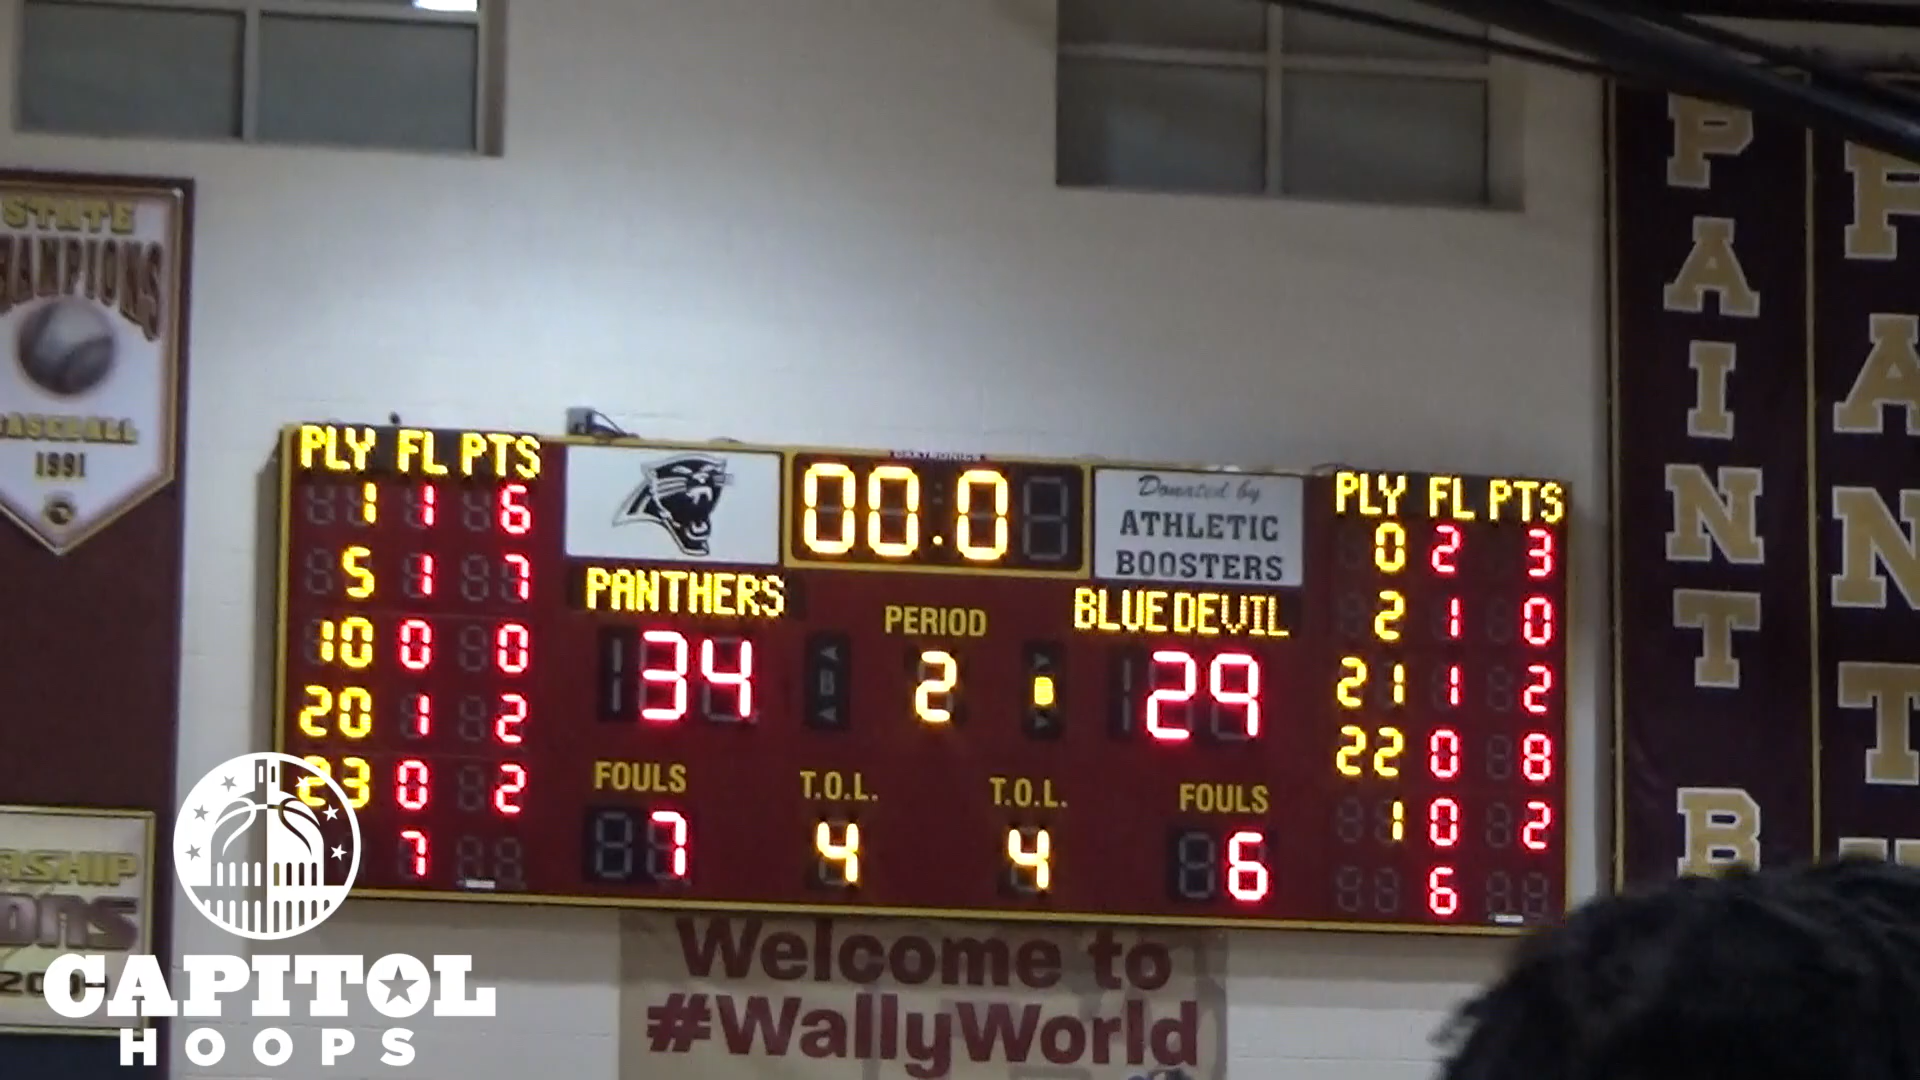 STATE
CHAMPIONS
BASEBALL
1991
PLY FL PTS
1 1 6
5 1 7
10 0 0
20 1 2
23 0 2
7
00.0
Donated by
ATHLETIC
BOOSTERS
PANTHERS
34
PERIOD
2
B
B
BLUEDEVIL
29
FOULS
7
T.O.L.
4
T.O.L.
4
FOULS
6
PLY FL PTS
0 2 3
2 1 0
21 1 2
22 0 8
1 0 2
6
PAINT B
PANT
Welcome to
#WallyWorld
CAPITOL
HOOPS